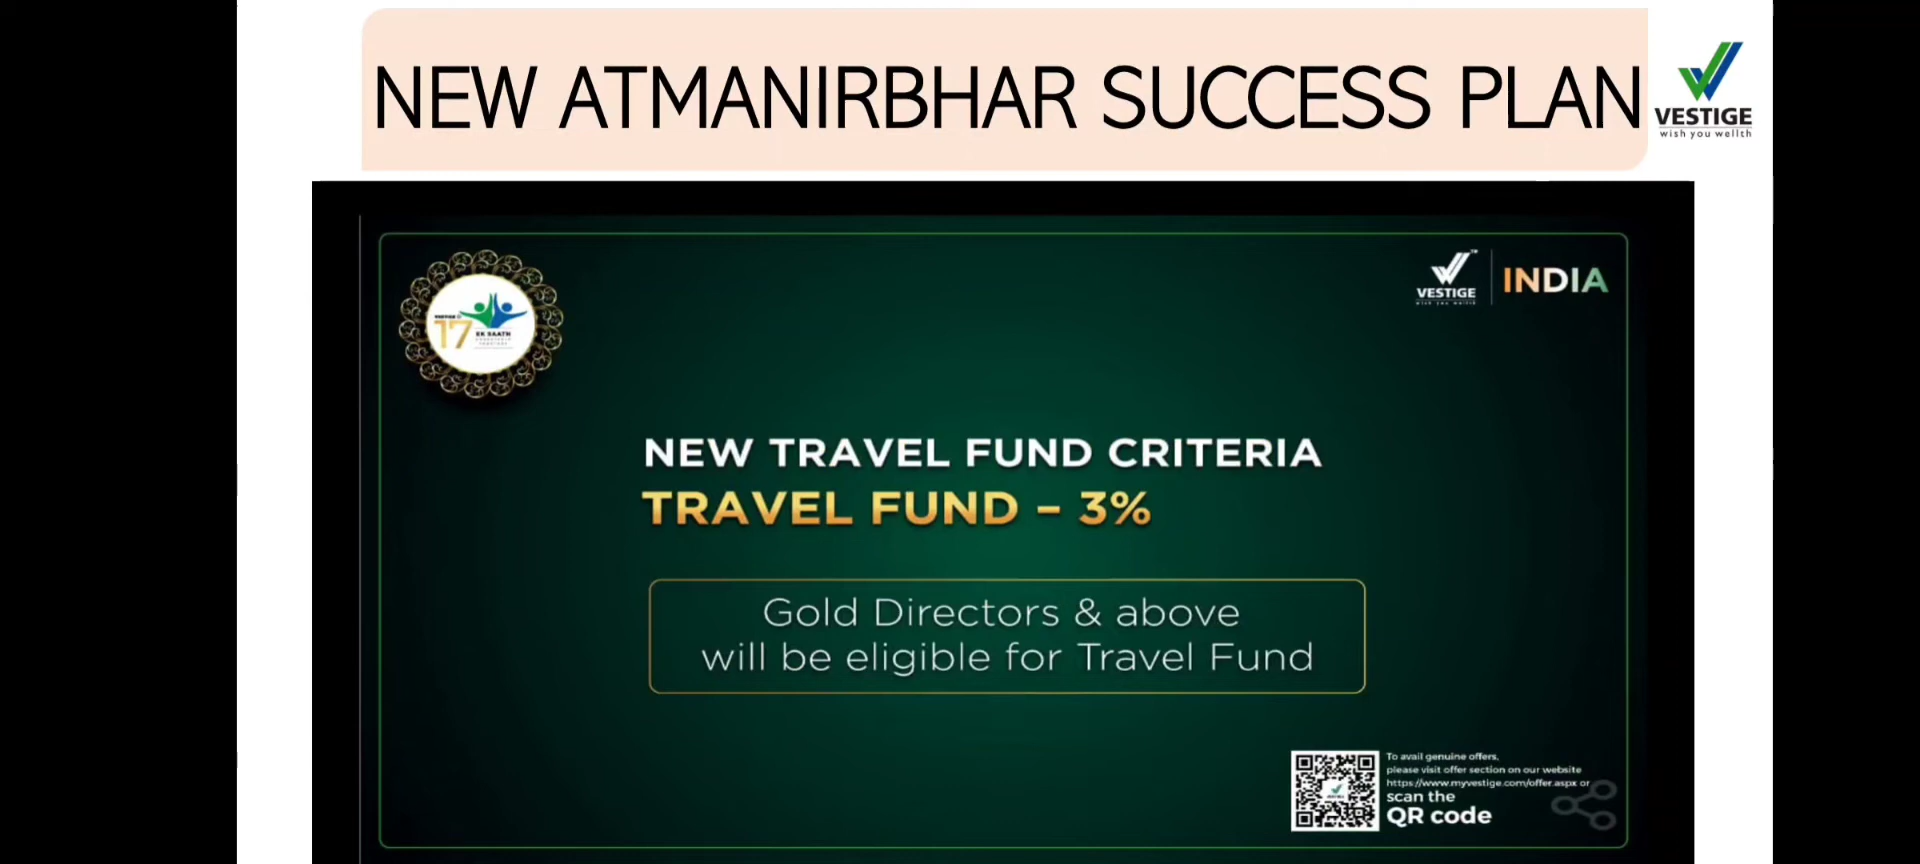 NEW ATMANIRBHAR SUCCESS PLAN
VESTIGE
wish you wellth
17
EK SAATH
VESTIGE
INDIA
NEW TRAVEL FUND CRITERIA
TRAVEL FUND – 3%
Gold Directors & above
will be eligible for Travel Fund
To avail genuine offers,
please visit offer section on our website
https://www.myvestige.com/offer.aspx or
scan the
QR code